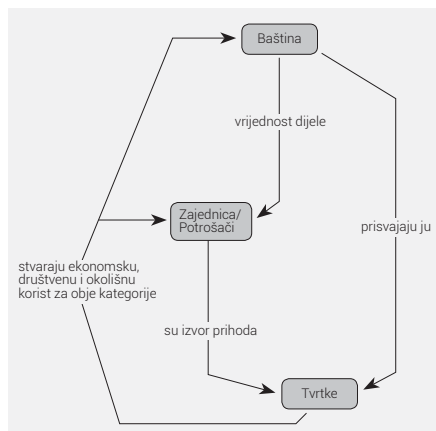 Baština
vrijednost dijele
Zajednica/
Potrošači
prisvajaju ju
stvaraju ekonomsku,
društvenu i okolišnu
korist za obje kategorije
su izvor prihoda
Tvrtke